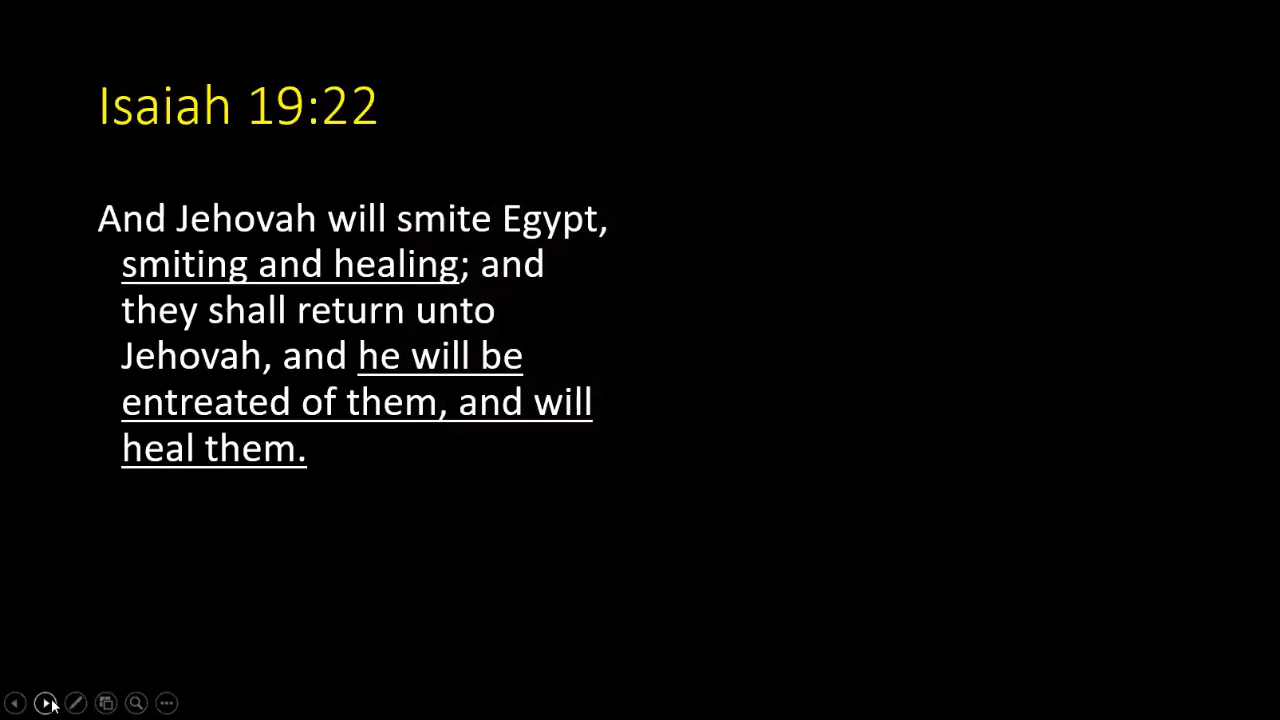 Isaiah 19:22
And Jehovah will smite Egypt,
smiting and healing; and
they shall return unto
Jehovah, and he will be
entreated of them, and will
heal them.